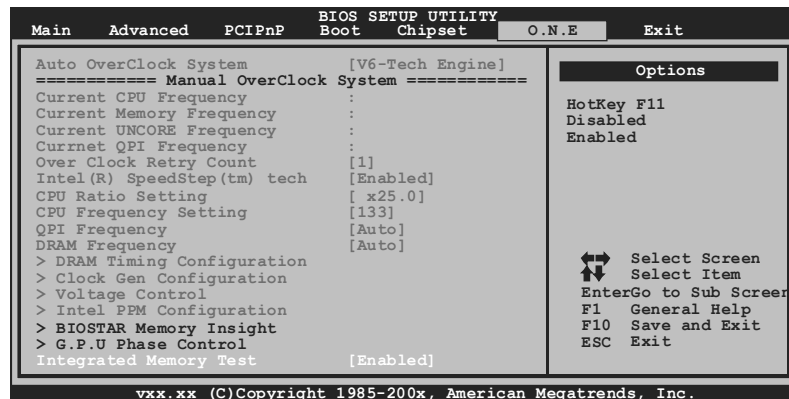 BIOS SETUP UTILITY
Main Advanced PCIPnP Boot Chipset O.N.E Exit
Auto OverClock System [V6-Tech Engine]
============ Manual OverClock System ============
Current CPU Frequency :
Current Memory Frequency :
Current UNCORE Frequency :
Currnet QPI Frequency :
Over Clock Retry Count [1]
Intel(R) SpeedStep(tm) tech [Enabled]
CPU Ratio Setting [ x25.0]
CPU Frequency Setting [133]
QPI Frequency [Auto]
DRAM Frequency [Auto]
> DRAM Timing Configuration
> Clock Gen Configuration
> Voltage Control
> Intel PPM Configuration
> BIOSTAR Memory Insight
> G.P.U Phase Control
Integrated Memory Test [Enabled]
Options
HotKey F11
Disabled
Enabled
Select Screen
Select Item
EnterGo to Sub Screen
F1 General Help
F10 Save and Exit
ESC Exit
vxx.xx (C)Copyright 1985-200x, American Megatrends, Inc.